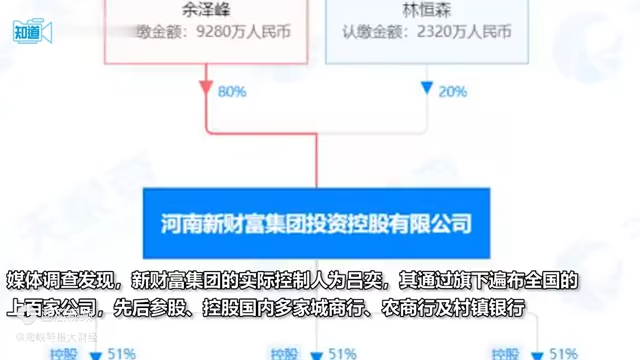 知道
余泽峰
林恒森
缴金额：9280万人民币
认缴金额：2320万人民币
80%
20%
河南新财富集团投资控股有限公司
媒体调查发现，新财富集团的实际控制人为吕奕，其通过旗下遍布全国的
上百家公司，先后参股、控股国内多家城商行、农商行及村镇银行
控股
51%
控股
51%
控股
51%